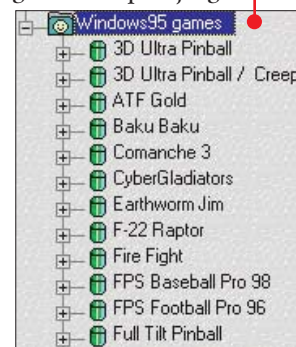 Windows95 games
3D Ultra Pinball
3D Ultra Pinball / Creep
ATF Gold
Baku Baku
Comanche 3
CyberGladiators
Earthworm Jim
F-22 Raptor
Fire Fight
FPS Baseball Pro 98
FPS Football Pro 96
Full Tilt Pinball